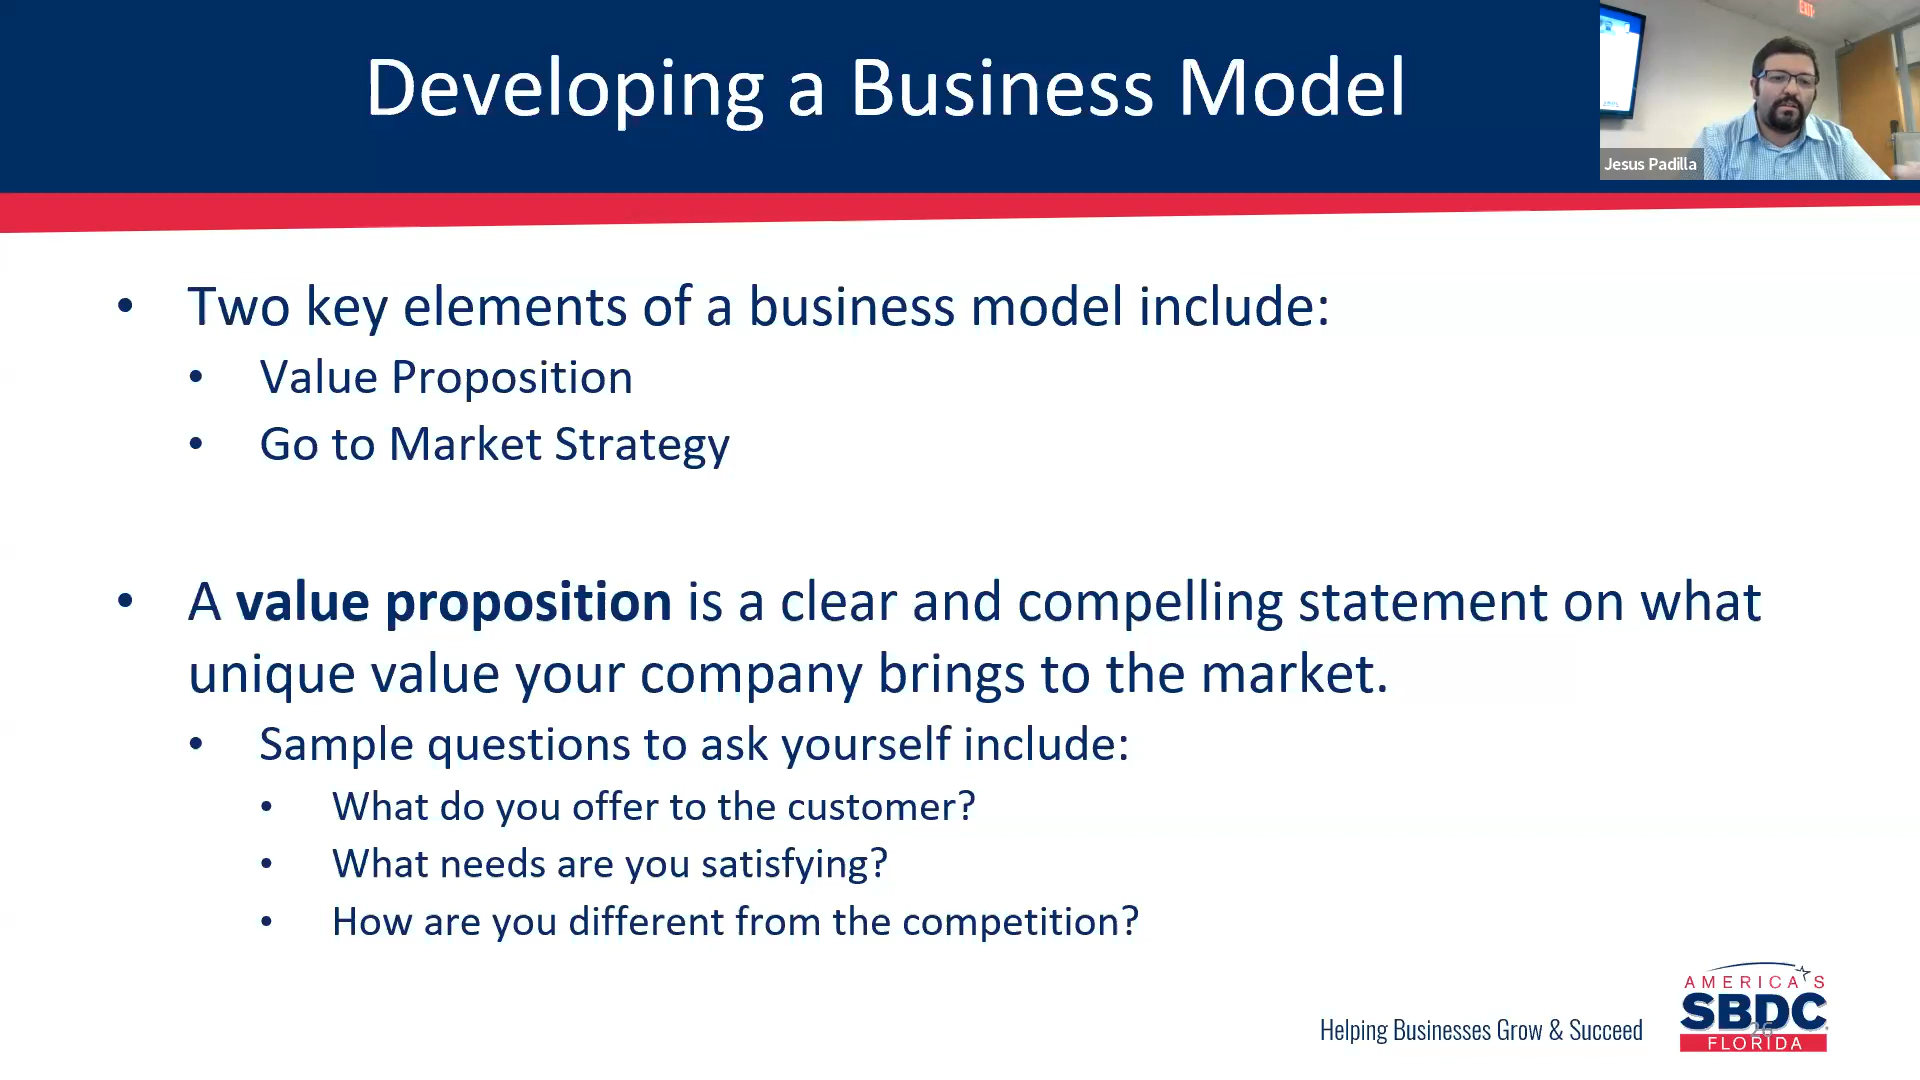 Developing a Business Model
EXIT
Jesus Padilla
• Two key elements of a business model include:
• Value Proposition
• Go to Market Strategy
• A value proposition is a clear and compelling statement on what
unique value your company brings to the market.
• Sample questions to ask yourself include:
• What do you offer to the customer?
• What needs are you satisfying?
• How are you different from the competition?
Helping Businesses Grow & Succeed
AMERICA'S
SBDC
26
FLORIDA